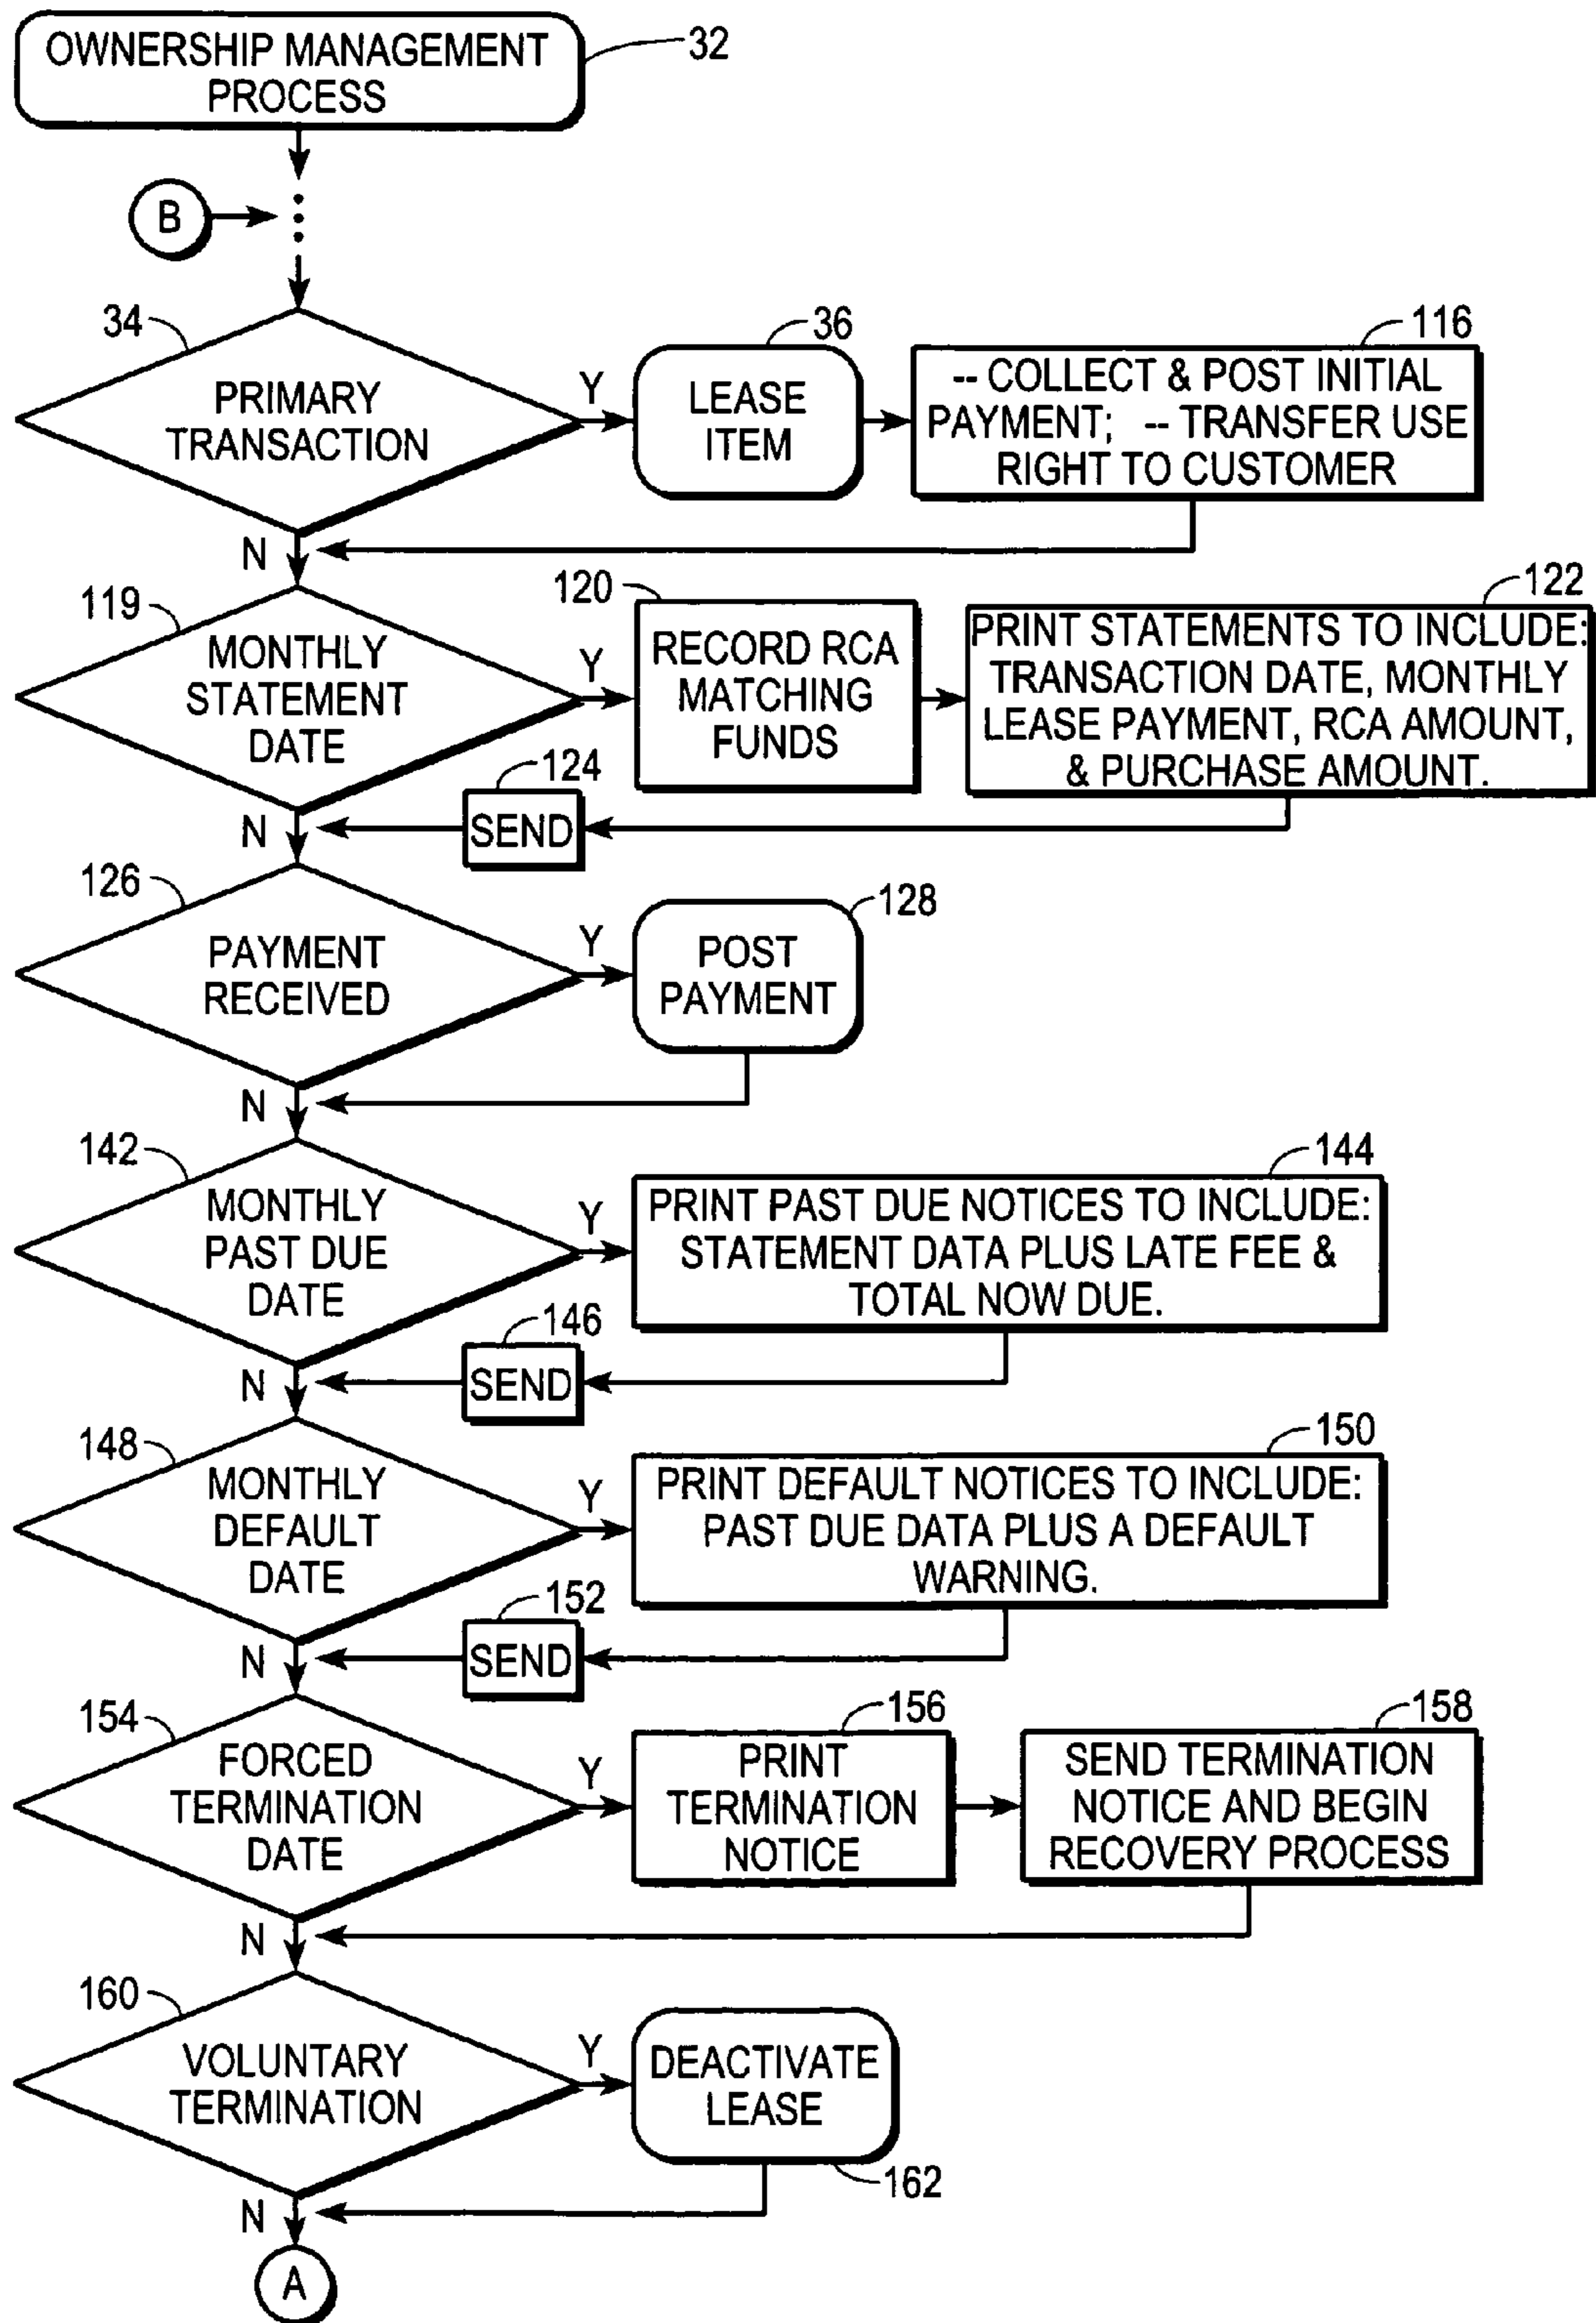 OWNERSHIP MANAGEMENT
PROCESS
32
B
34
PRIMARY
TRANSACTION
Y
36
LEASE
ITEM
116
-- COLLECT & POST INITIAL
PAYMENT; -- TRANSFER USE
RIGHT TO CUSTOMER
N
119
MONTHLY
STATEMENT
DATE
Y
120
RECORD RCA
MATCHING
FUNDS
122
PRINT STATEMENTS TO INCLUDE:
TRANSACTION DATE, MONTHLY
LEASE PAYMENT, RCA AMOUNT,
& PURCHASE AMOUNT.
124
SEND
N
126
PAYMENT
RECEIVED
Y
128
POST
PAYMENT
N
142
MONTHLY
PAST DUE
DATE
Y
144
PRINT PAST DUE NOTICES TO INCLUDE:
STATEMENT DATA PLUS LATE FEE &
TOTAL NOW DUE.
146
SEND
N
148
MONTHLY
DEFAULT
DATE
Y
150
PRINT DEFAULT NOTICES TO INCLUDE:
PAST DUE DATA PLUS A DEFAULT
WARNING.
152
SEND
N
154
FORCED
TERMINATION
DATE
Y
156
PRINT
TERMINATION
NOTICE
158
SEND TERMINATION
NOTICE AND BEGIN
RECOVERY PROCESS
N
160
VOLUNTARY
TERMINATION
Y
DEACTIVATE
LEASE
162
N
A